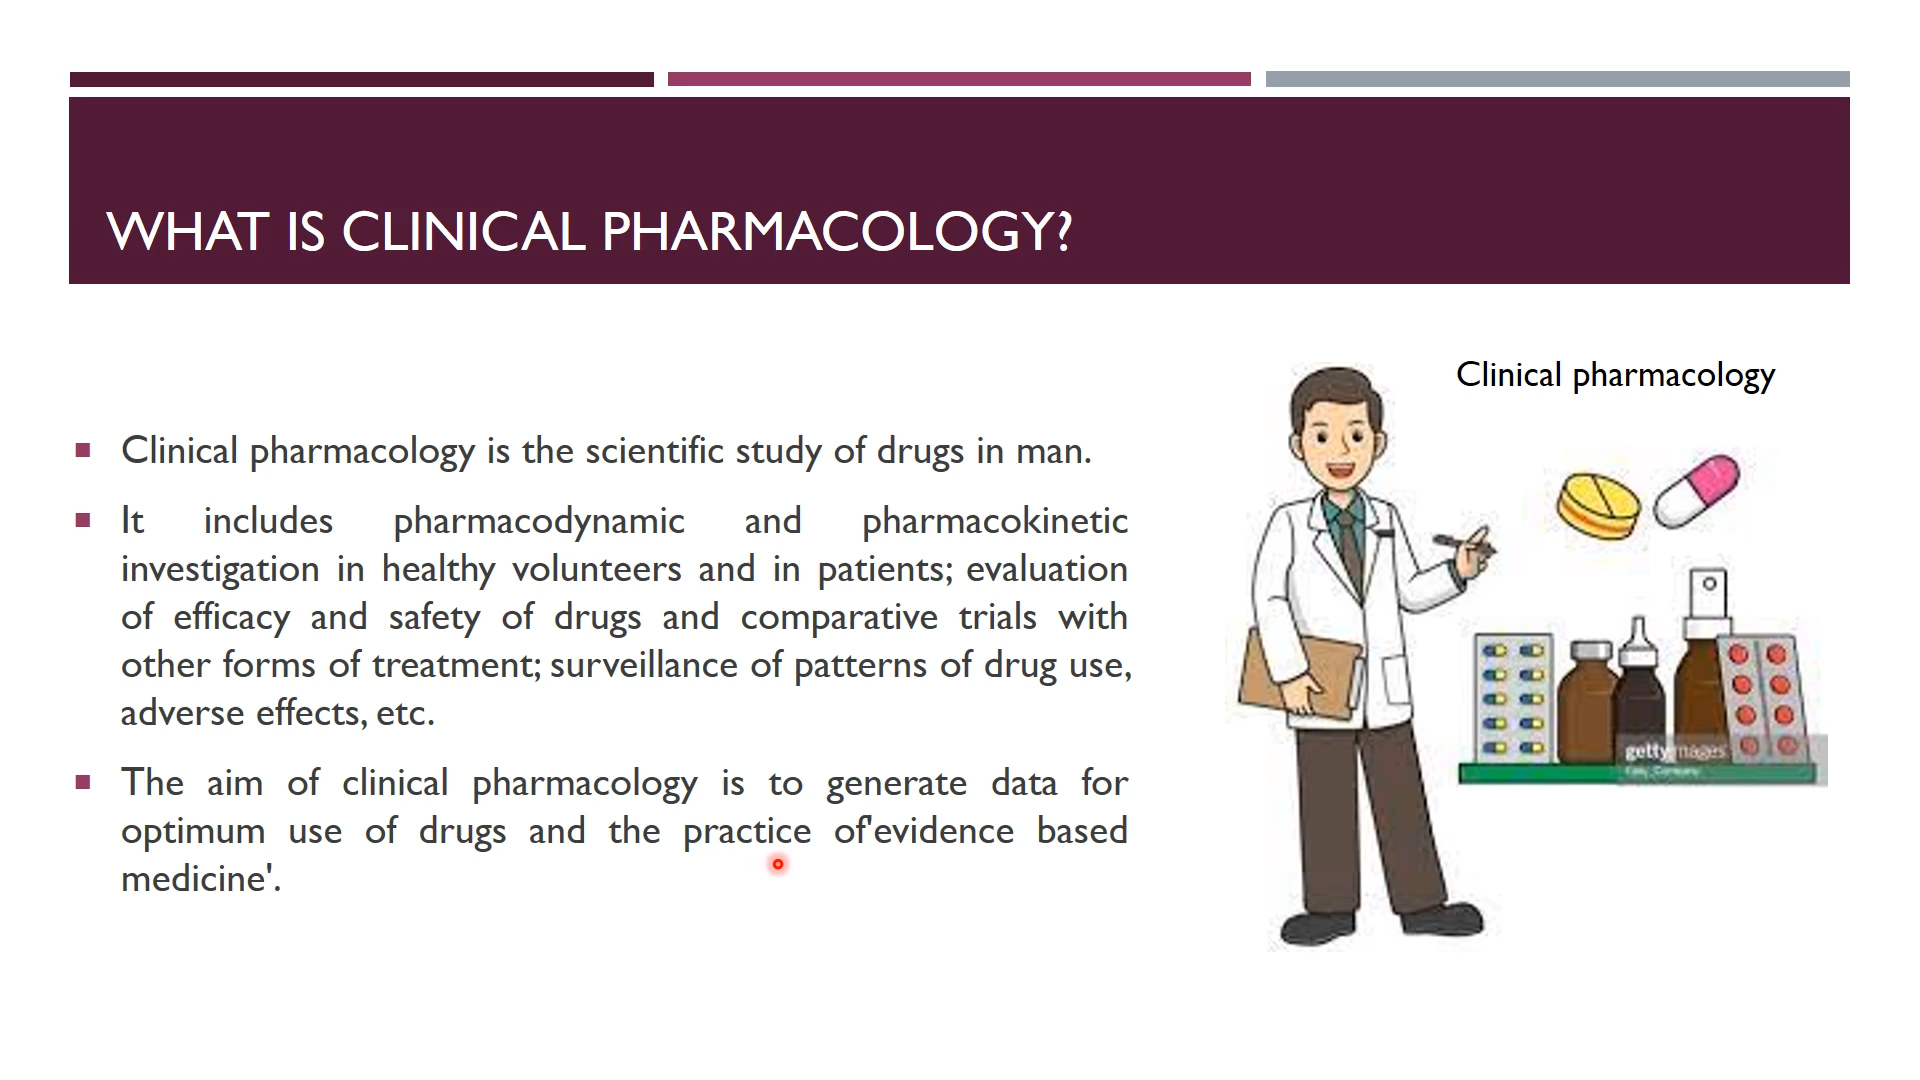 WHAT IS CLINICAL PHARMACOLOGY?
Clinical pharmacology
Clinical pharmacology is the scientific study of drugs in man.
It includes pharmacodynamic and pharmacokinetic
investigation in healthy volunteers and in patients; evaluation
of efficacy and safety of drugs and comparative trials with
other forms of treatment; surveillance of patterns of drug use,
adverse effects, etc.
The aim of clinical pharmacology is to generate data for
optimum use of drugs and the practice of'evidence based
medicine'.
gettyimages